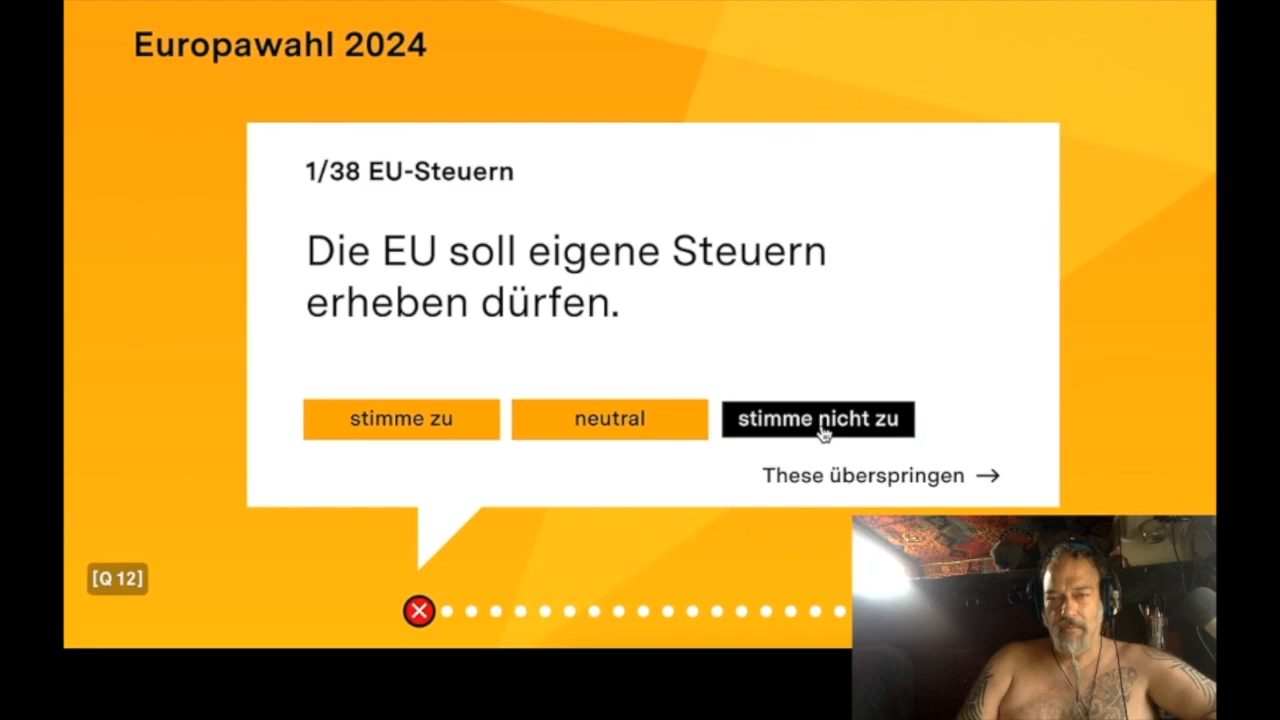 Europawahl 2024
1/38 EU-Steuern
Die EU soll eigene Steuern
erheben dürfen.
stimme zu
neutral
stimme nicht zu
These überspringen →
[Q 12]